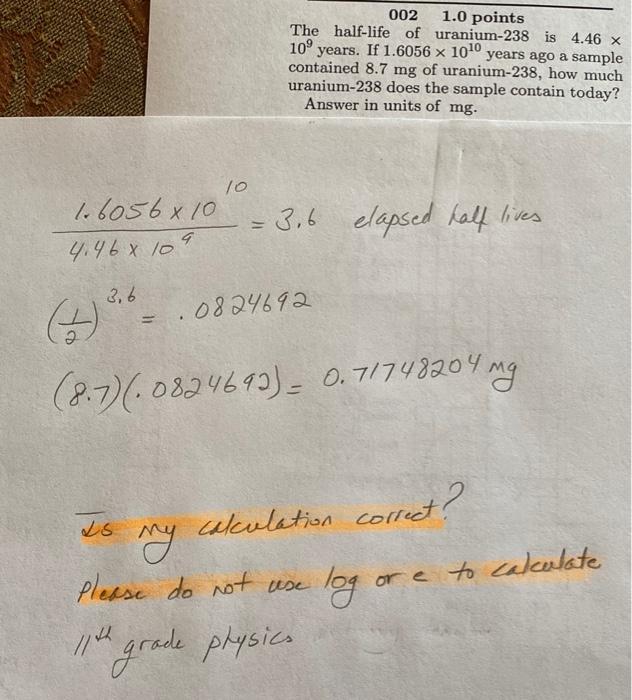 002 1.0 points
The half-life of uranium-238 is 4.46 ×
10⁹ years. If 1.6056 × 10¹⁰ years ago a sample
contained 8.7 mg of uranium-238, how much
uranium-238 does the sample contain today?
Answer in units of mg.
1.6056 x 10¹⁰
4.46 x 10⁹
= 3.6 elapsed half lives
(1/2)^3.6 = .0824692
(8.7)(.0824692) = 0.71748204 mg
Is my calculation correct?
Please do not use log or e to calculate
11th grade physics